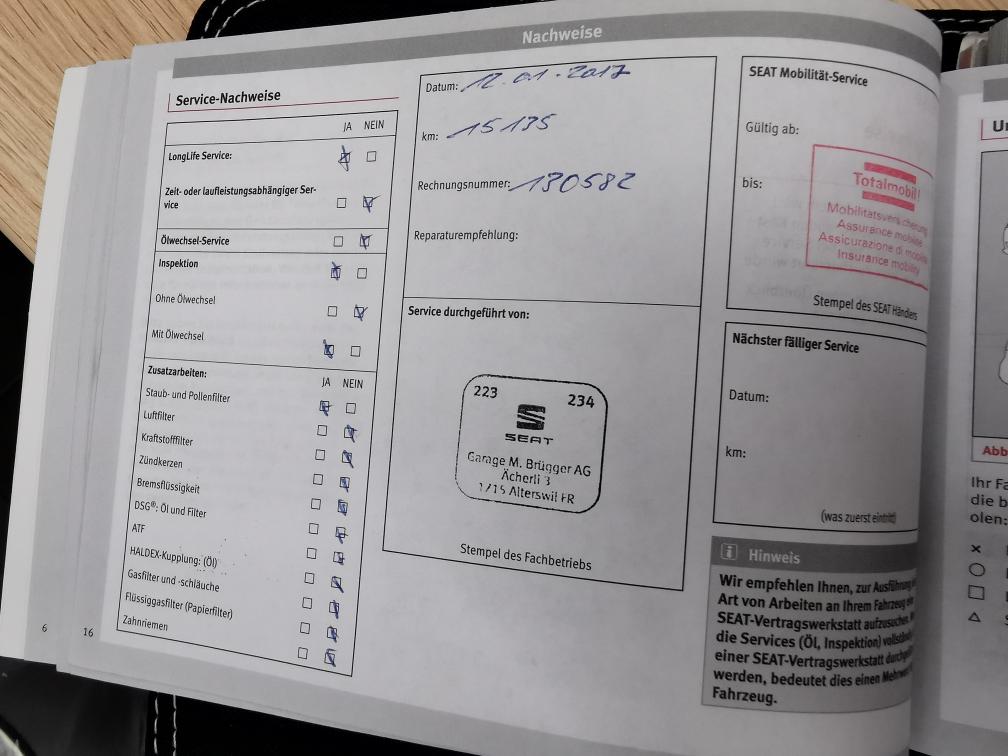 Nachweise
Service-Nachweise
JA NEIN
LongLife Service:
Zeit- oder laufleistungsabhängiger Ser-
vice
Ölwechsel-Service
Inspektion
Ohne Ölwechsel
Mit Ölwechsel
Zusatzarbeiten:
JA NEIN
Staub- und Pollenfilter
Luftfilter
Kraftstofffilter
Zündkerzen
Bremsflüssigkeit
DSG®: Öl und Filter
ATF
HALDEX-Kupplung: (Öl)
Gasfilter und -schläuche
Flüssiggasfilter (Papierfilter)
Zahnriemen
6 16
Datum: 12.01.2017
km: 15135
Rechnungsnummer: 130582
Reparaturempfehlung:
Service durchgeführt von:
223 234
SEAT
Garage M. Brügger AG
Ächerli 3
1715 Alterswil FR
Stempel des Fachbetriebs
SEAT Mobilität-Service
Gültig ab:
bis:
Totalmobil!
Mobilitätsversicherung
Assurance mobilité
Assicurazione di
Insurance mobility
Stempel des SEAT Händlers
Nächster fälliger Service
Datum:
km:
(was zuerst eintritt)
Hinweis
Wir empfehlen Ihnen, zur Ausführung
Art von Arbeiten an Ihrem Fahrzeug
SEAT-Vertragswerkstatt aufzusuchen.
die Services (Öl, Inspektion)
einer SEAT-Vertragswerkstatt
werden, bedeutet dies einen
Fahrzeug.
Abb
Ihr
die b
olen: